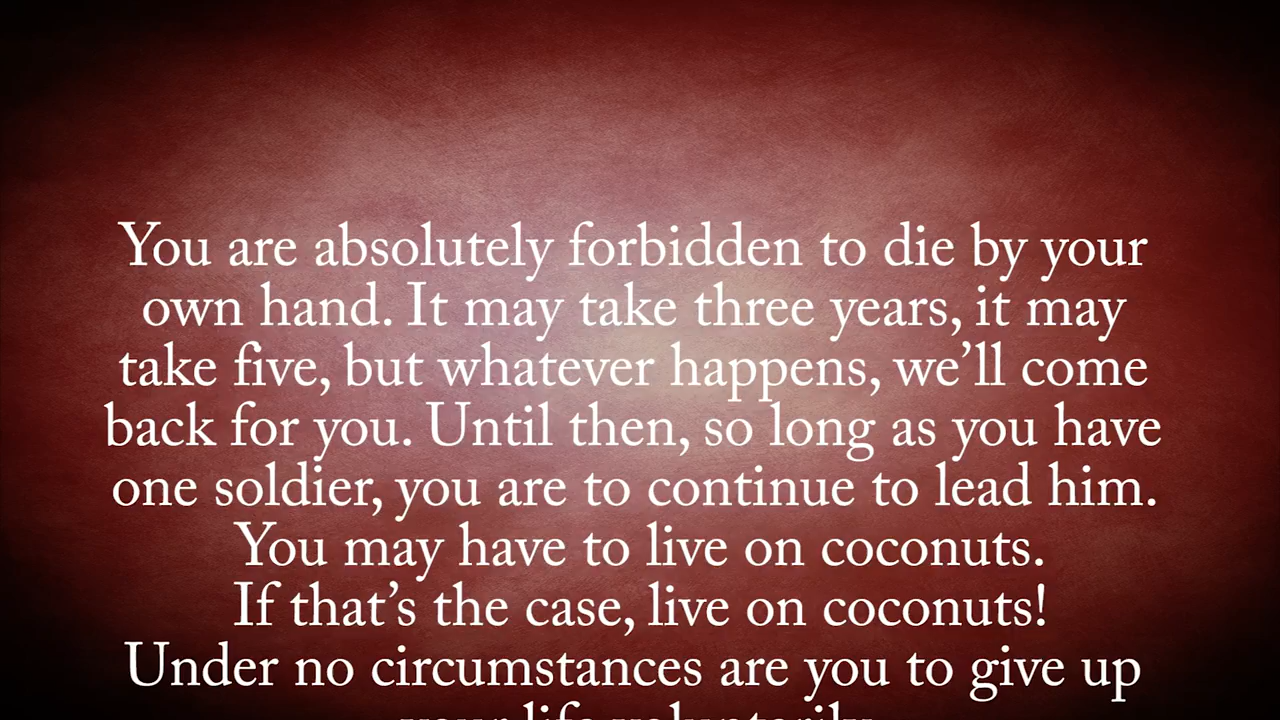 You are absolutely forbidden to die by your
own hand. It may take three years, it may
take five, but whatever happens, we’ll come
back for you. Until then, so long as you have
one soldier, you are to continue to lead him.
You may have to live on coconuts.
If that’s the case, live on coconuts!
Under no circumstances are you to give up
your life voluntarily